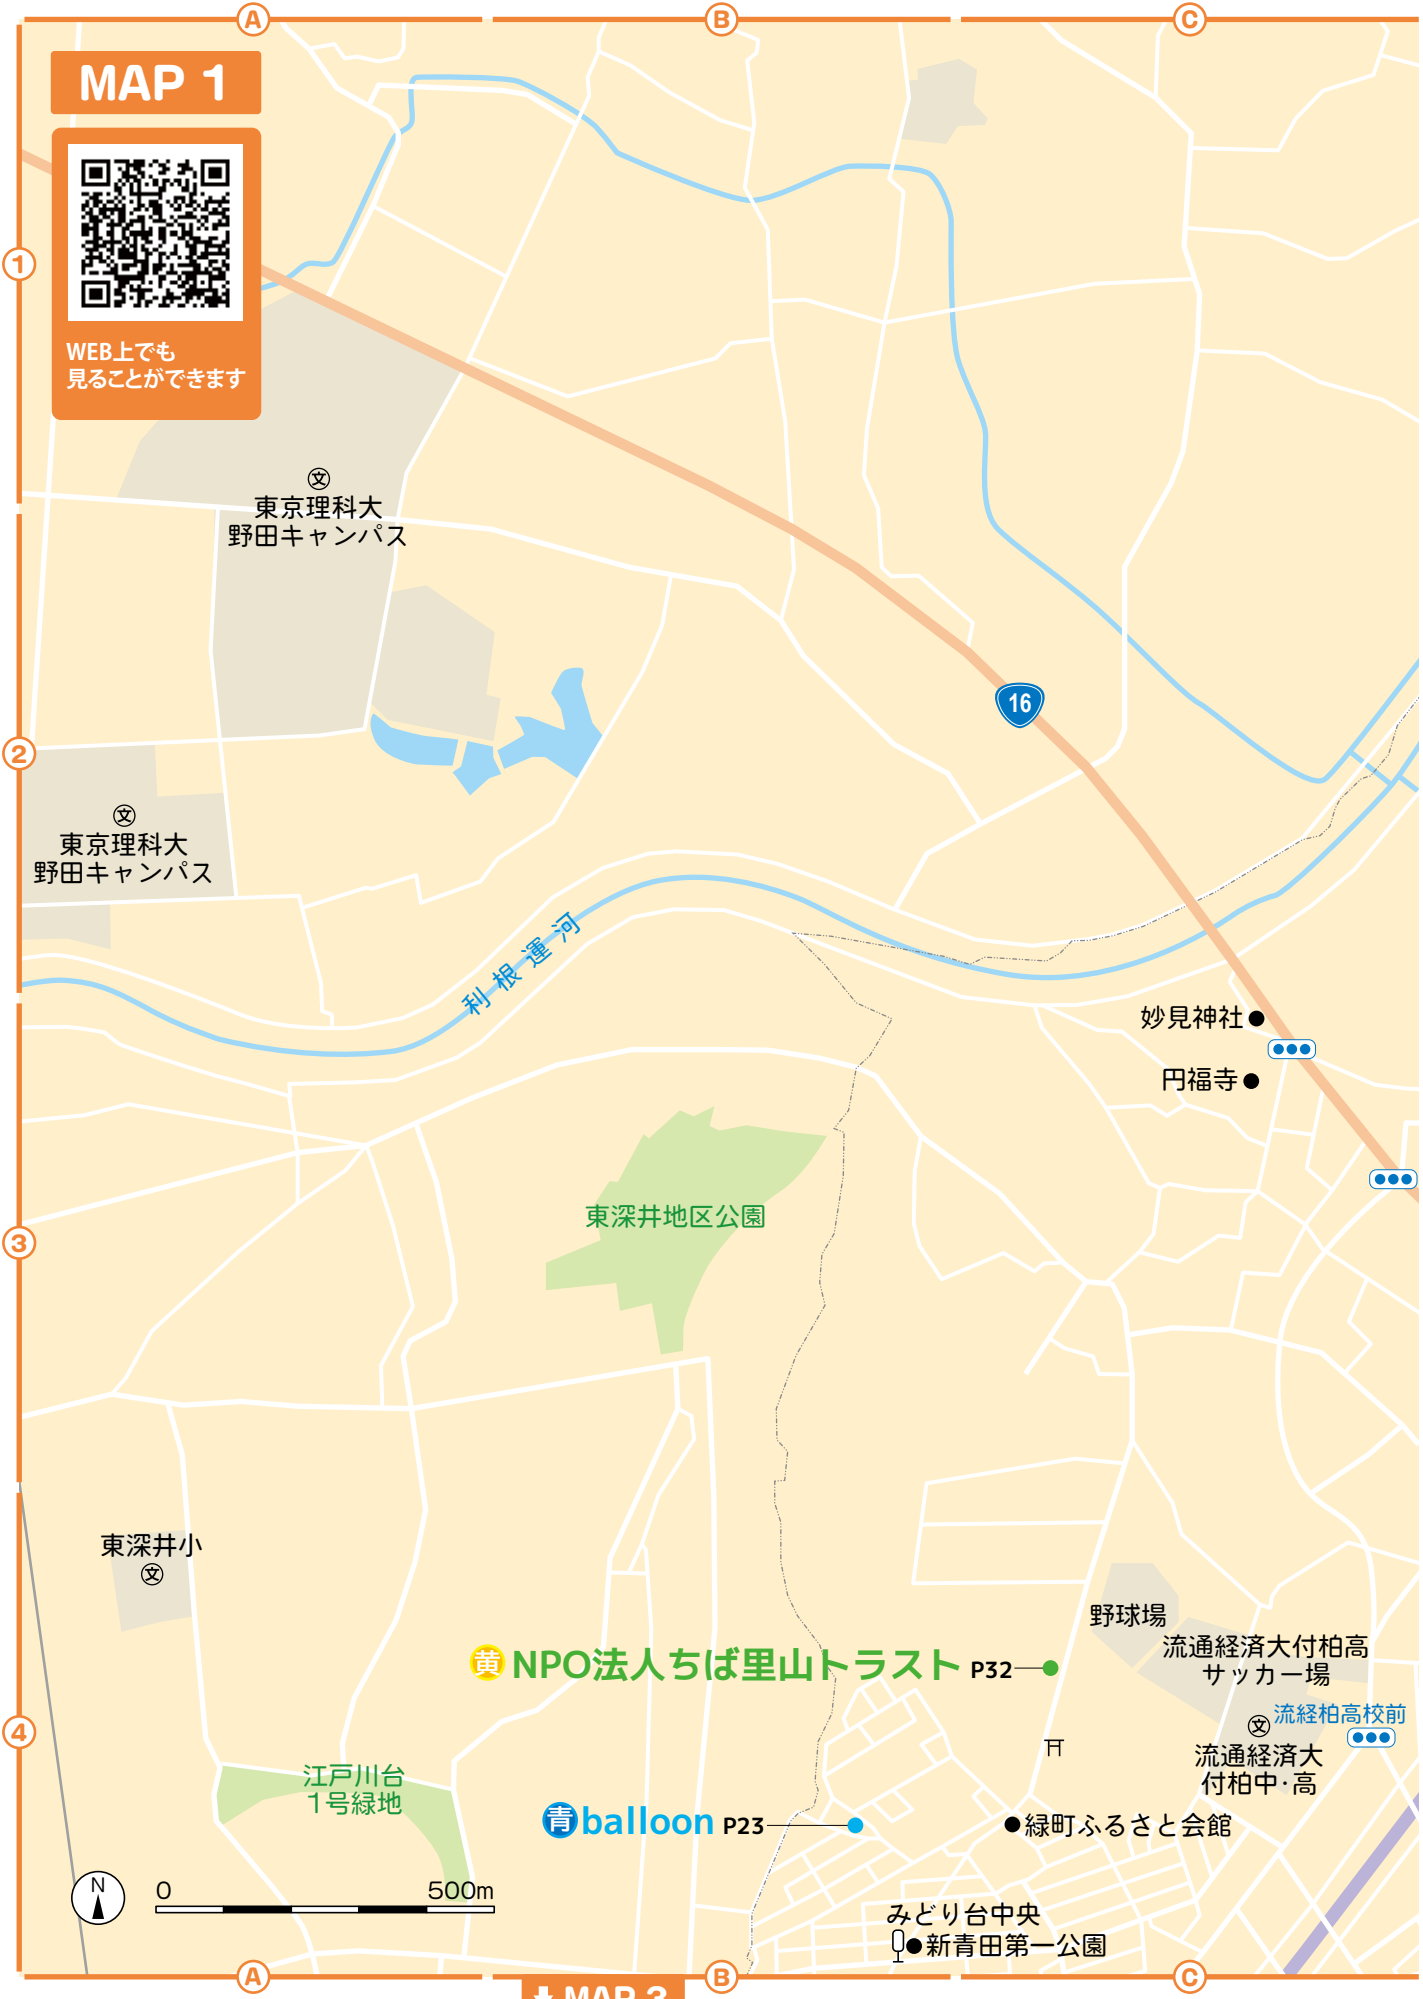 A
B
C
MAP 1
WEB上でも
見ることができます
1
文
東京理科大
野田キャンパス
16
2
文
東京理科大
野田キャンパス
利根運河
妙見神社
円福寺
東深井地区公園
3
東深井小
文
野球場
流通経済大付柏高
サッカー場
黄 NPO法人ちば里山トラスト P32
流経柏高校前
文
流通経済大
付柏中・高
4
江戸川台
1号緑地
青 balloon P23
緑町ふるさと会館
N
0 500m
みどり台中央
新青田第一公園
A
B
C
MAP 3